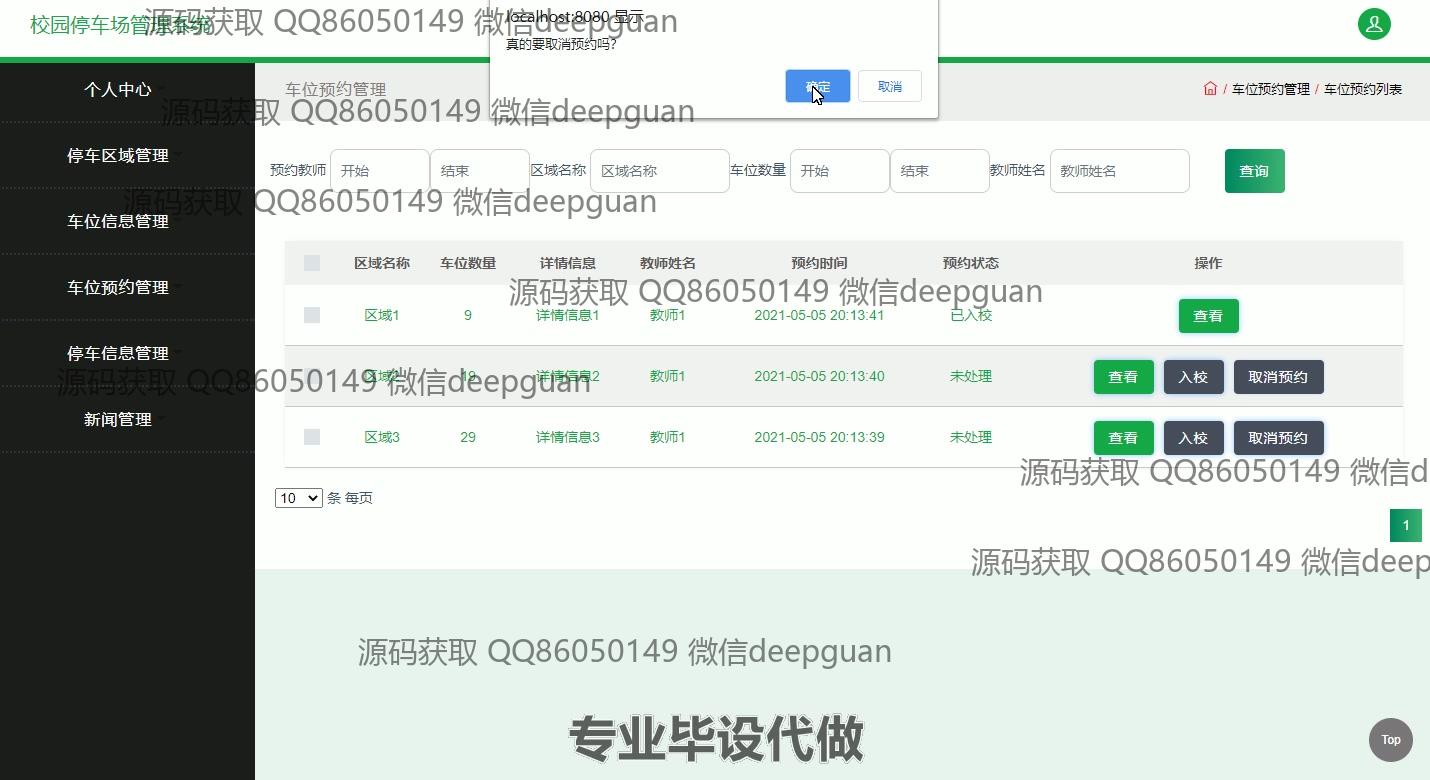 校园停车场管理系统
源码获取 QQ86050149 微信deepguan
localhost:8080 显示
真的要取消预约吗？
确定 取消
个人中心
停车区域管理
车位信息管理
车位预约管理
停车信息管理
新闻管理
车位预约管理
/ 车位预约管理 / 车位预约列表
源码获取 QQ86050149 微信deepguan
预约教师 开始 结束 区域名称 区域名称 车位数量 开始 结束 教师姓名 教师姓名 查询
源码获取 QQ86050149 微信deepguan
区域名称 车位数量 详情信息 教师姓名 预约时间 预约状态 操作
源码获取 QQ86050149 微信deepguan
区域1 9 详情信息1 教师1 2021-05-05 20:13:41 已入校 查看
区域2 19 详情信息2 教师1 2021-05-05 20:13:40 未处理 查看 入校 取消预约
源码获取 QQ86050149 微信deepguan
区域3 29 详情信息3 教师1 2021-05-05 20:13:39 未处理 查看 入校 取消预约
源码获取 QQ86050149 微信d
10 条 每页
1
源码获取 QQ86050149 微信deep
源码获取 QQ86050149 微信deepguan
专业毕设代做
Top